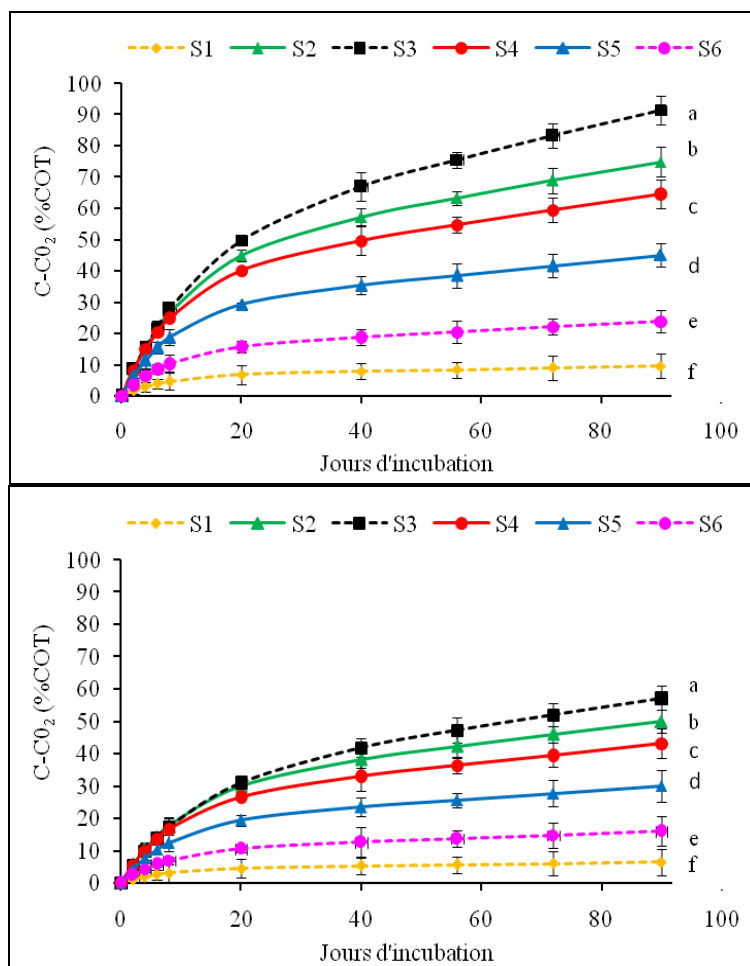 S1 S2 S3 S4 S5 S6
100
90
80
70
60
50
40
30
20
10
0
C-C0₂ (%COT)
a
b
c
d
e
f
0 20 40 60 80 100
Jours d'incubation
S1 S2 S3 S4 S5 S6
100
90
80
70
60
50
40
30
20
10
0
C-C0₂ (%COT)
a
b
c
d
e
f
0 20 40 60 80 100
Jours d'incubation